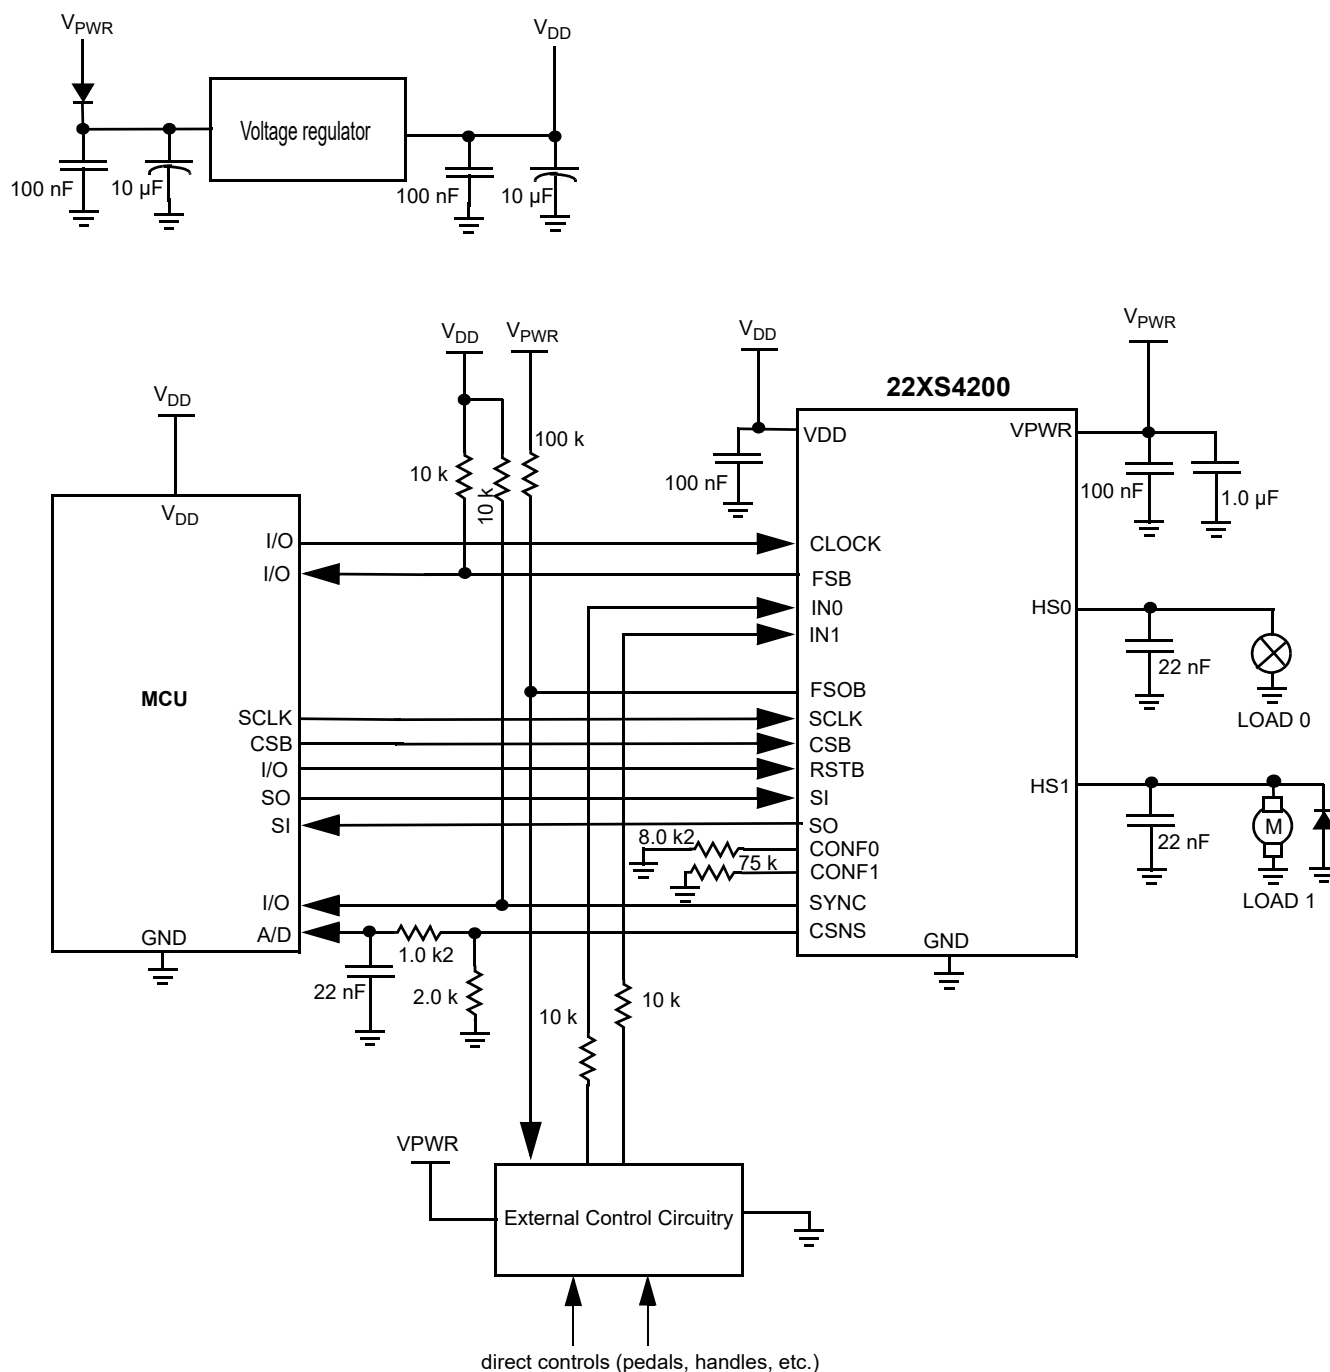 VPWR
VDD
Voltage regulator
100 nF
10 µF
100 nF
10 µF
VDD
VPWR
VDD
VPWR
22XS4200
VDD
100 k
10 k
10 k
VDD
VPWR
100 nF
100 nF
1.0 µF
VDD
I/O
CLOCK
I/O
FSB
IN0
HS0
IN1
22 nF
MCU
FSOB
LOAD 0
SCLK
SCLK
CSB
CSB
I/O
RSTB
HS1
SO
SI
SI
SO
M
8.0 k2
CONF0
22 nF
75 k
CONF1
LOAD 1
I/O
SYNC
A/D
CSNS
GND
GND
1.0 k2
22 nF
2.0 k
10 k
10 k
VPWR
External Control Circuitry
direct controls (pedals, handles, etc.)